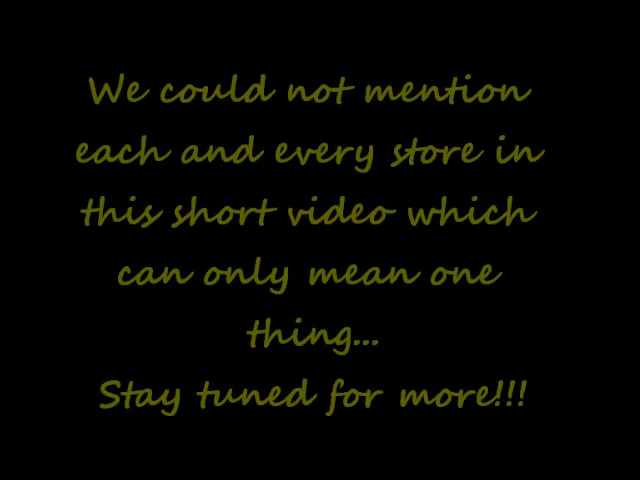 We could not mention
each and every store in
this short video which
can only mean one
thing...
Stay tuned for more!!!